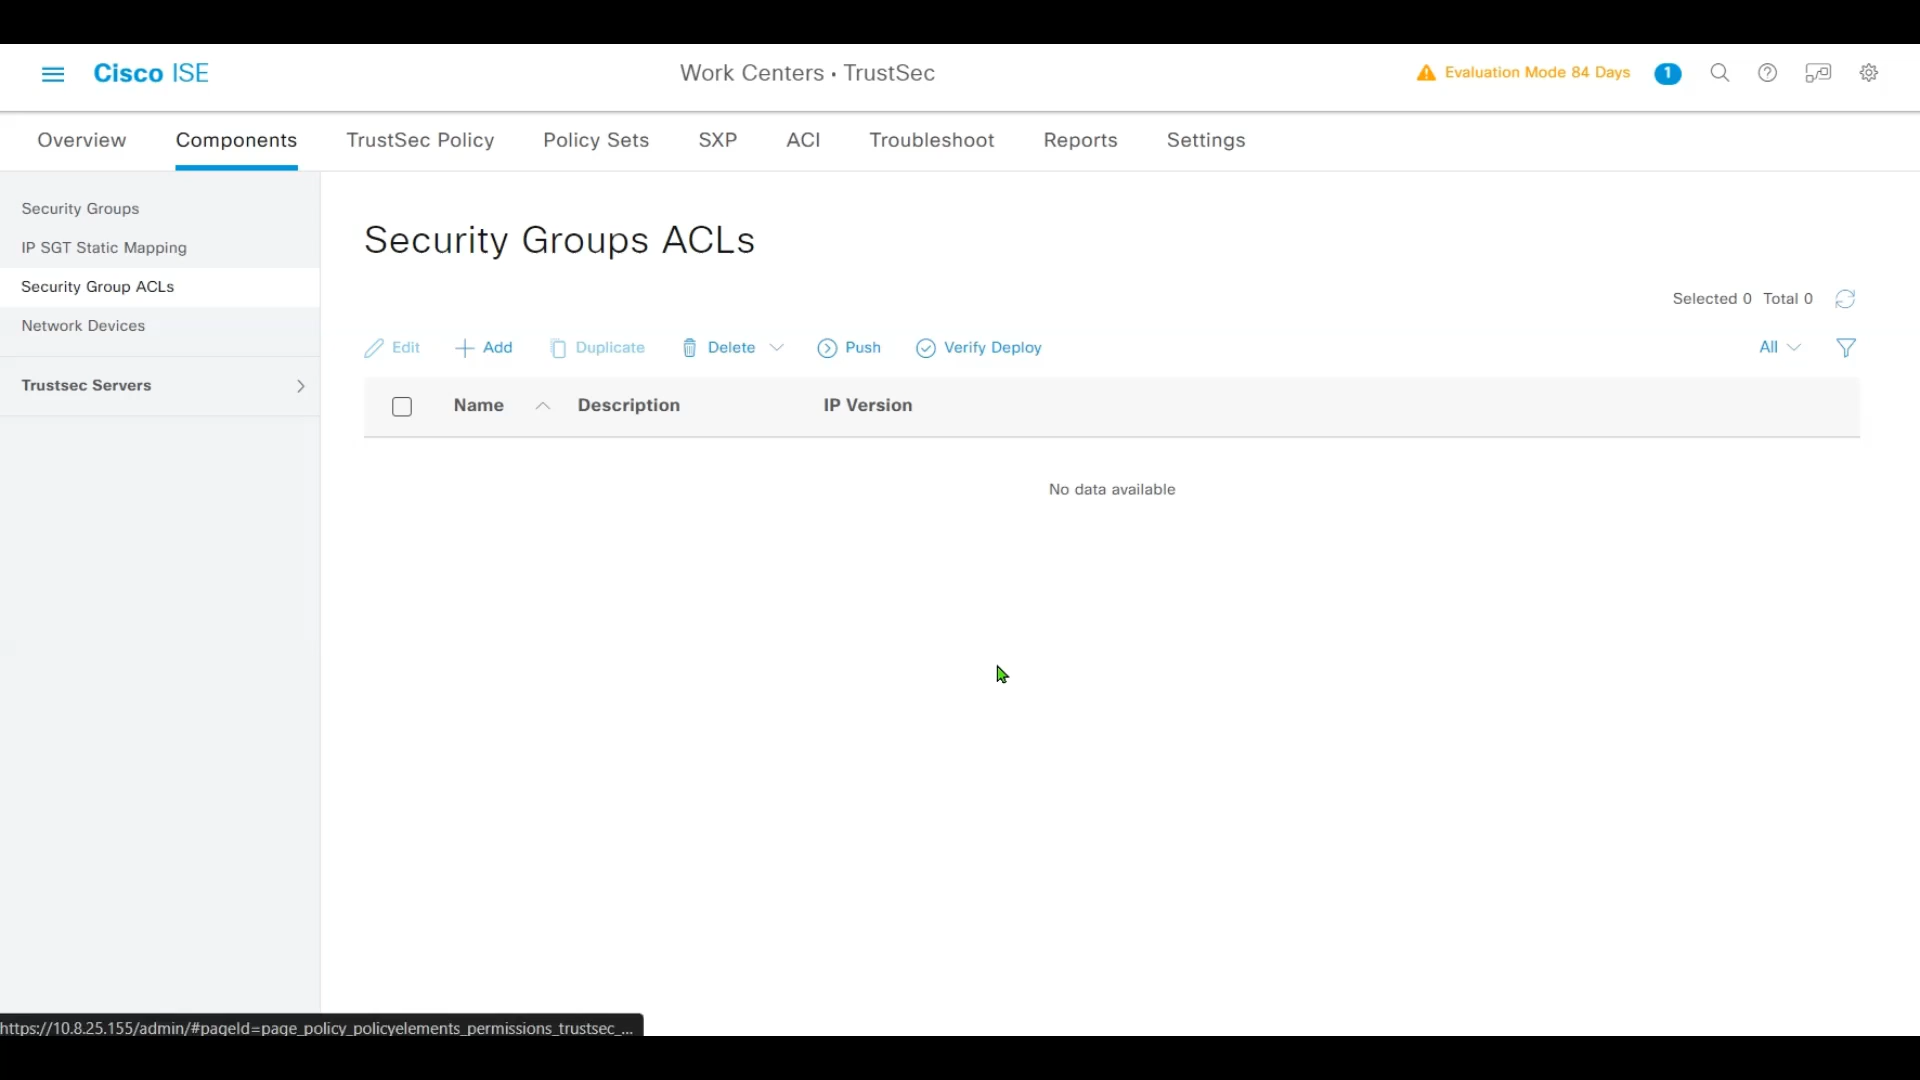 Cisco ISE
Work Centers · TrustSec
Evaluation Mode 84 Days
1
Overview
Components
TrustSec Policy
Policy Sets
SXP
ACI
Troubleshoot
Reports
Settings
Security Groups
IP SGT Static Mapping
Security Group ACLs
Network Devices
Trustsec Servers
Security Groups ACLs
Selected 0 Total 0
Edit
Add
Duplicate
Delete
Push
Verify Deploy
All
Name
Description
IP Version
No data available
https://10.8.25.155/admin/#pageId=page_policy_policyelements_permissions_trustsec_...